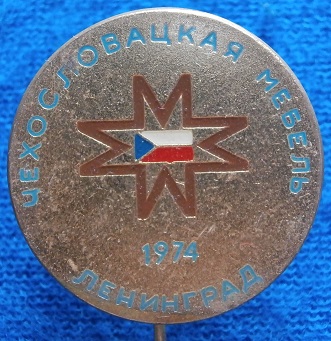 ЧЕХОСЛОВАЦКАЯ МЕБЕЛЬ
1974
ЛЕНИНГРАД